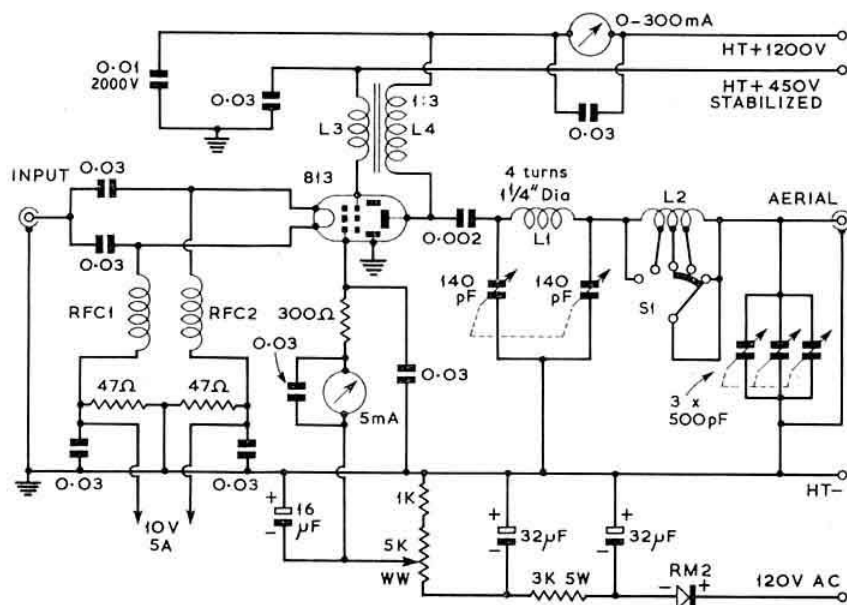 0-300mA
HT+1200V
0·01
2000V
HT+450V
STABILIZED
0·03
1:3
L3
L4
0·03
0·03
813
4 turns
1¼" Dia
INPUT
L2
AERIAL
0·03
0·002
L1
140
pF
140
pF
S1
RFC1
RFC2
300Ω
0·03
0·03
47Ω
47Ω
5mA
3 x
500pF
0·03
0·03
HT-
10V
5A
+
16
µF
-
1K
5K
WW
+
32µF
-
+
32µF
-
3K 5W
RM2
-
+
120V AC